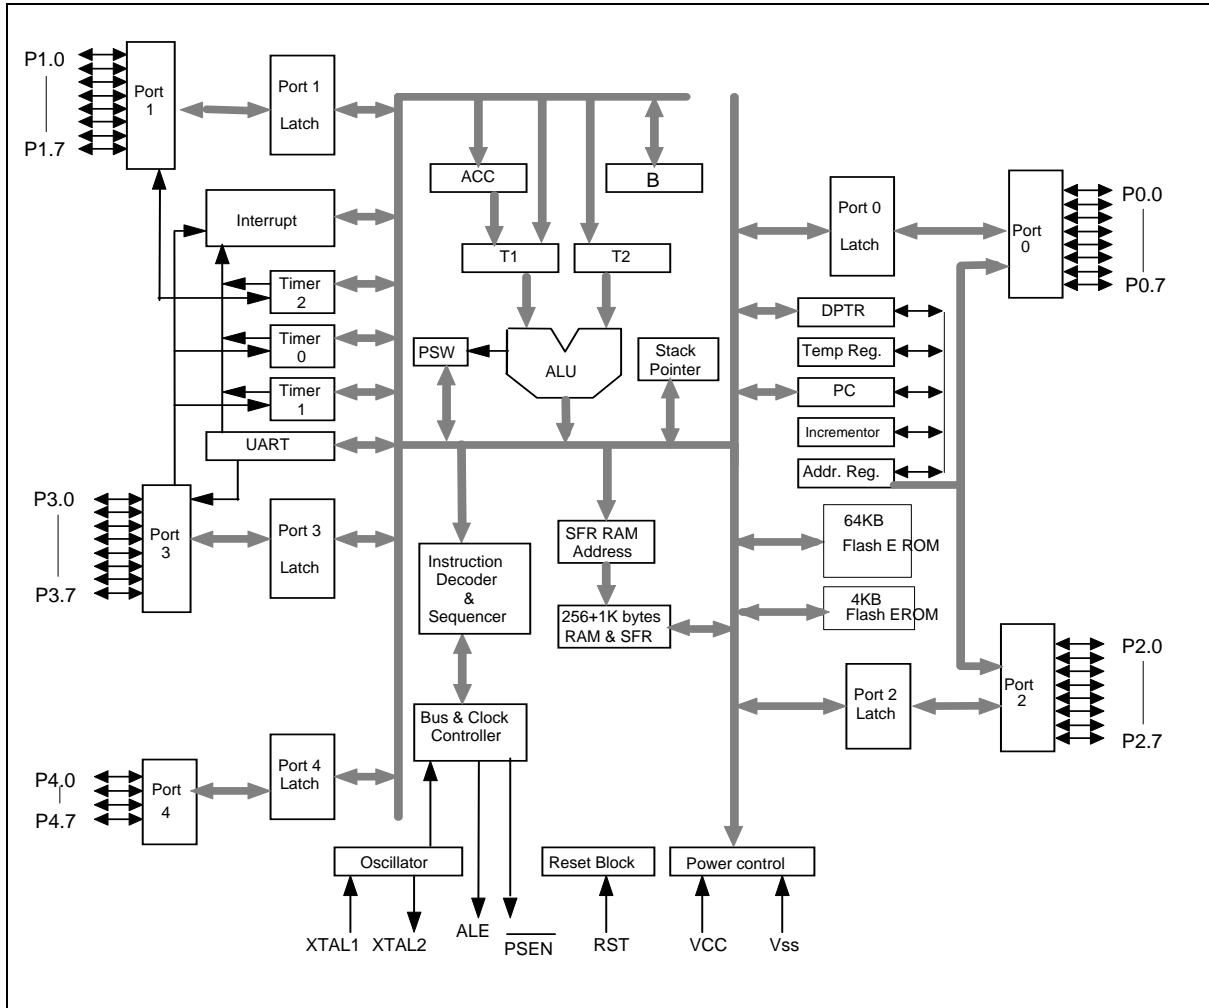 P1.0
P1.7
Port
1
Port 1
Latch
ACC
B
Interrupt
T1
T2
Port 0
Latch
Port
0
P0.0
P0.7
Timer
2
Timer
0
Timer
1
UART
PSW
ALU
Stack
Pointer
DPTR
Temp Reg.
PC
Incrementor
Addr. Reg.
P3.0
P3.7
Port
3
Port 3
Latch
Instruction
Decoder
&
Sequencer
SFR RAM
Address
256+1K bytes
RAM & SFR
64KB
Flash E ROM
4KB
Flash EROM
Port 2
Latch
Port
2
P2.0
P2.7
Bus & Clock
Controller
P4.0
P4.7
Port
4
Port 4
Latch
Oscillator
Reset Block
Power control
XTAL1
XTAL2
ALE
PSEN
RST
VCC
Vss